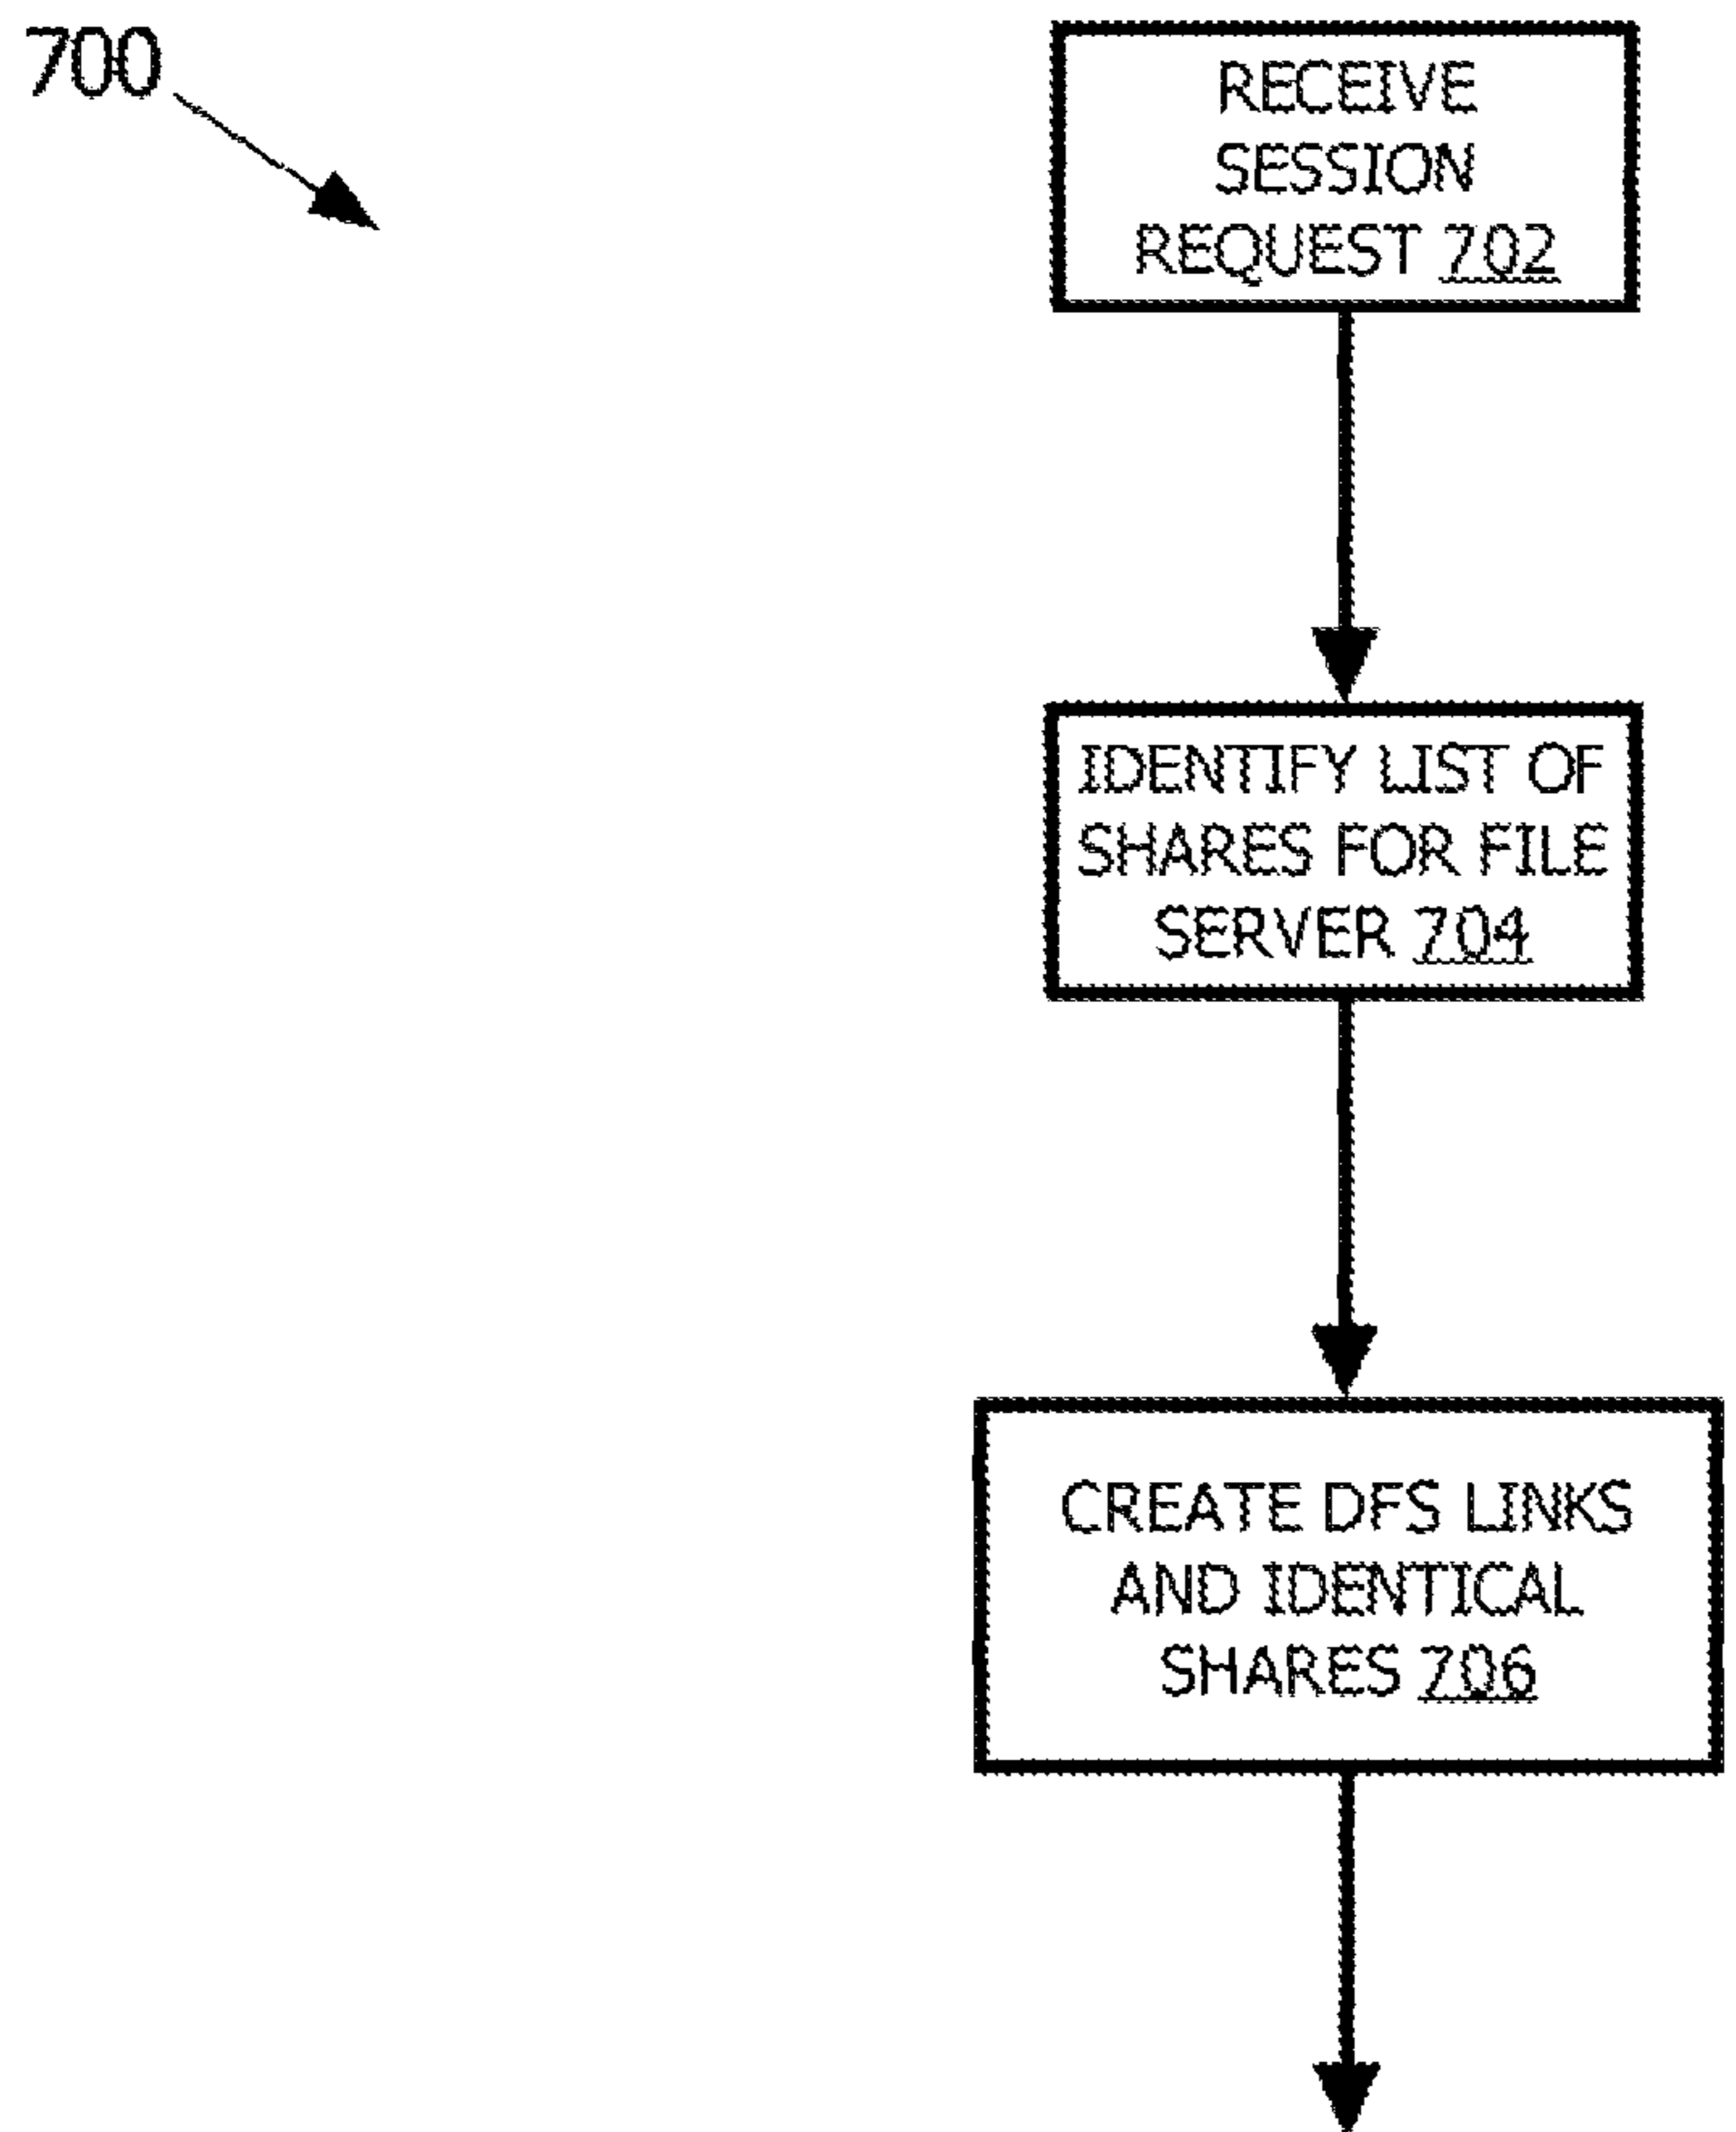 700
RECEIVE
SESSION
REQUEST 702
IDENTIFY LIST OF
SHARES FOR FILE
SERVER 704
CREATE DFS LINKS
AND IDENTICAL
SHARES 706